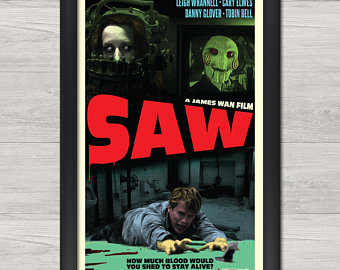 LEIGH WHANNELL · CARY ELWES
DANNY GLOVER · TOBIN BELL
A JAMES WAN FILM
SAW
HOW MUCH BLOOD WOULD
YOU SHED TO STAY ALIVE?